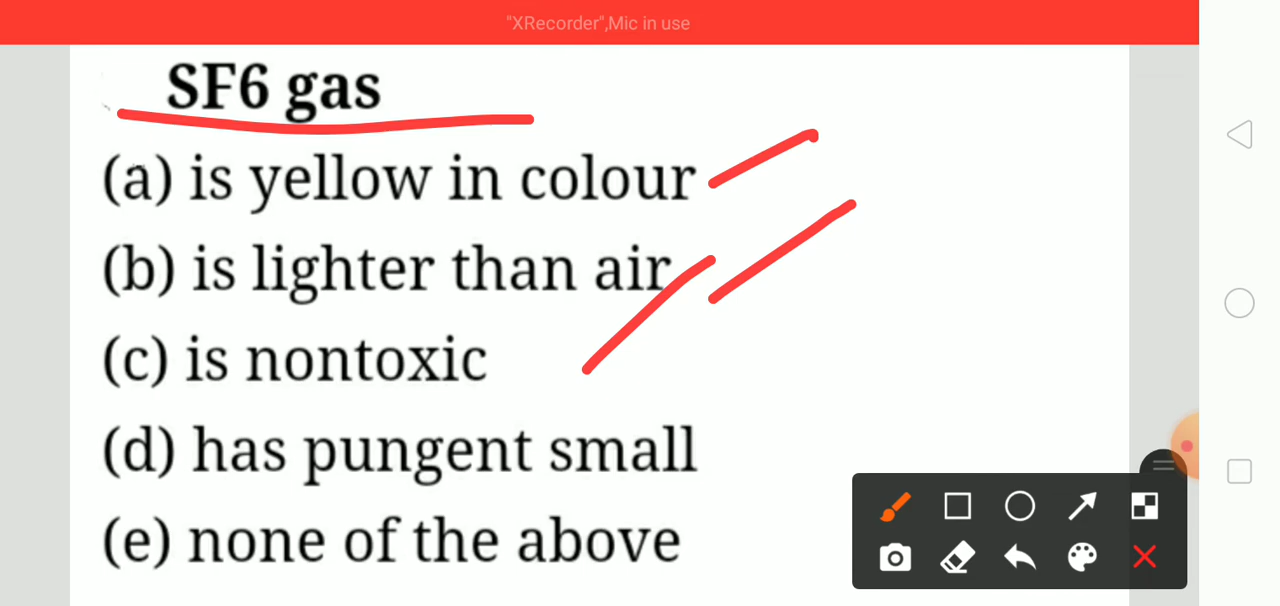 "XRecorder",Mic in use
SF6 gas
(a) is yellow in colour
(b) is lighter than air
(c) is nontoxic
(d) has pungent small
(e) none of the above